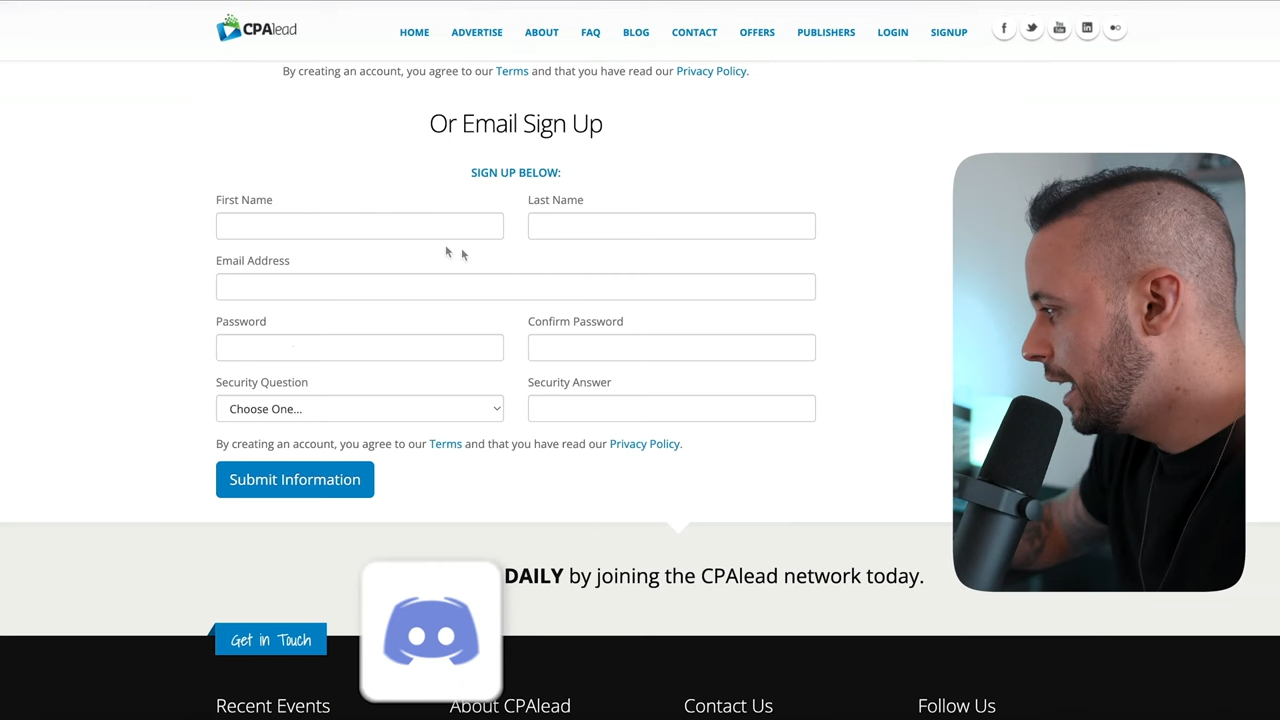 CPAlead
HOME ADVERTISE ABOUT FAQ BLOG CONTACT OFFERS PUBLISHERS LOGIN SIGNUP
By creating an account, you agree to our Terms and that you have read our Privacy Policy.
Or Email Sign Up
SIGN UP BELOW:
First Name Last Name
Email Address
Password Confirm Password
Security Question Security Answer
Choose One...
By creating an account, you agree to our Terms and that you have read our Privacy Policy.
Submit Information
DAILY by joining the CPAlead network today.
Get in Touch
Recent Events About CPAlead Contact Us Follow Us